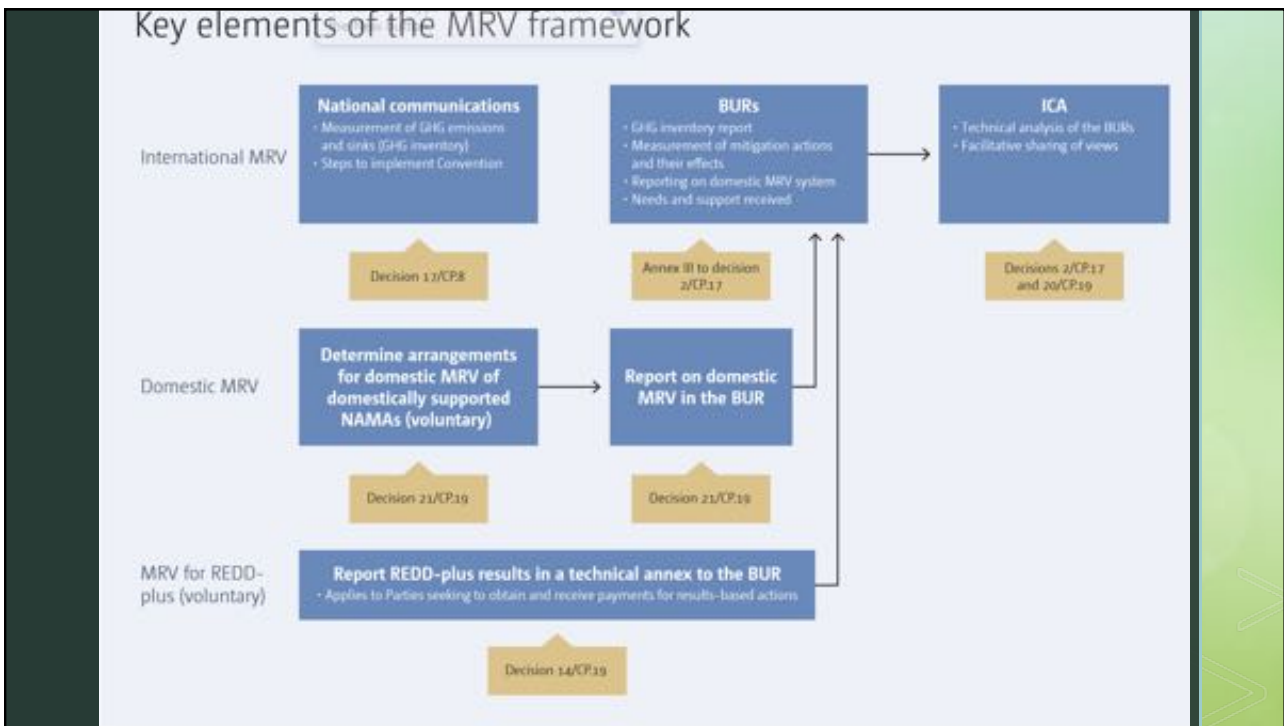 Key elements of the MRV framework
International MRV
National communications
• Measurement of GHG emissions
and sinks (GHG inventory)
• Steps to implement Convention
BURs
• GHG inventory report
• Measurement of mitigation actions
and their effects
• Reporting on domestic MRV system
• Needs and support received
ICA
• Technical analysis of the BURs
• Facilitative sharing of views
Decision 17/CP.8
Annex III to decision
2/CP.17
Decisions 2/CP.17
and 20/CP.19
Domestic MRV
Determine arrangements
for domestic MRV of
domestically supported
NAMAs (voluntary)
Report on domestic
MRV in the BUR
Decision 21/CP.19
Decision 21/CP.19
MRV for REDD-
plus (voluntary)
Report REDD-plus results in a technical annex to the BUR
• Applies to Parties seeking to obtain and receive payments for results-based actions
Decision 14/CP.19